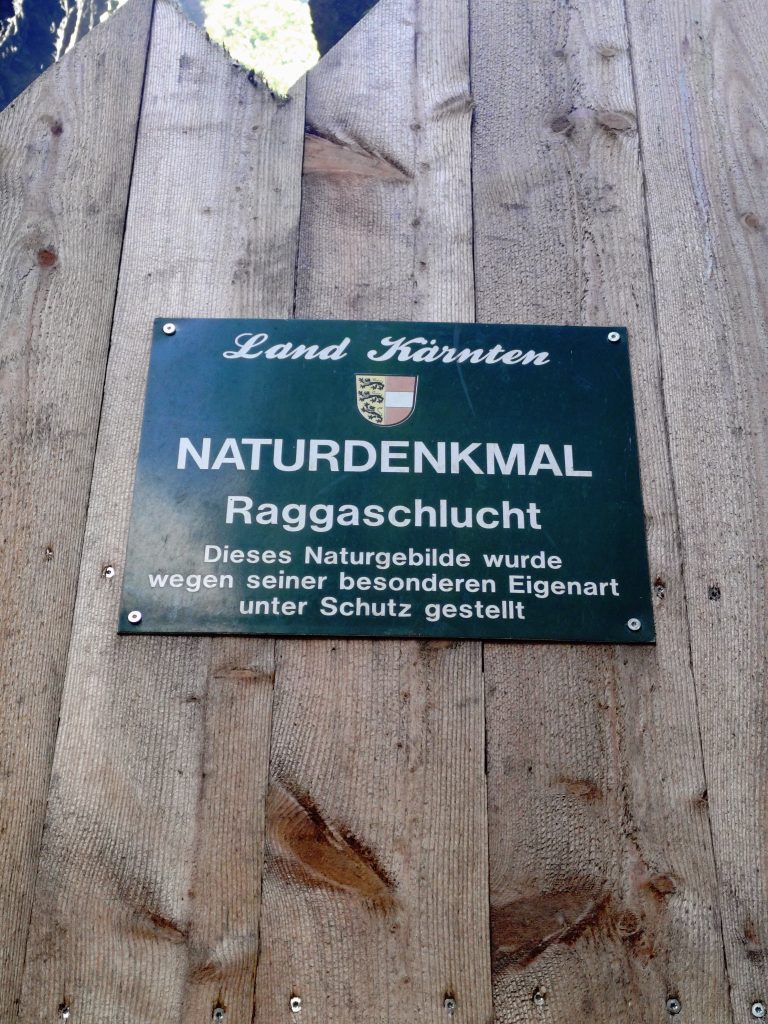 Land Kärnten
NATURDENKMAL
Raggaschlucht
Dieses Naturgebilde wurde
wegen seiner besonderen Eigenart
unter Schutz gestellt